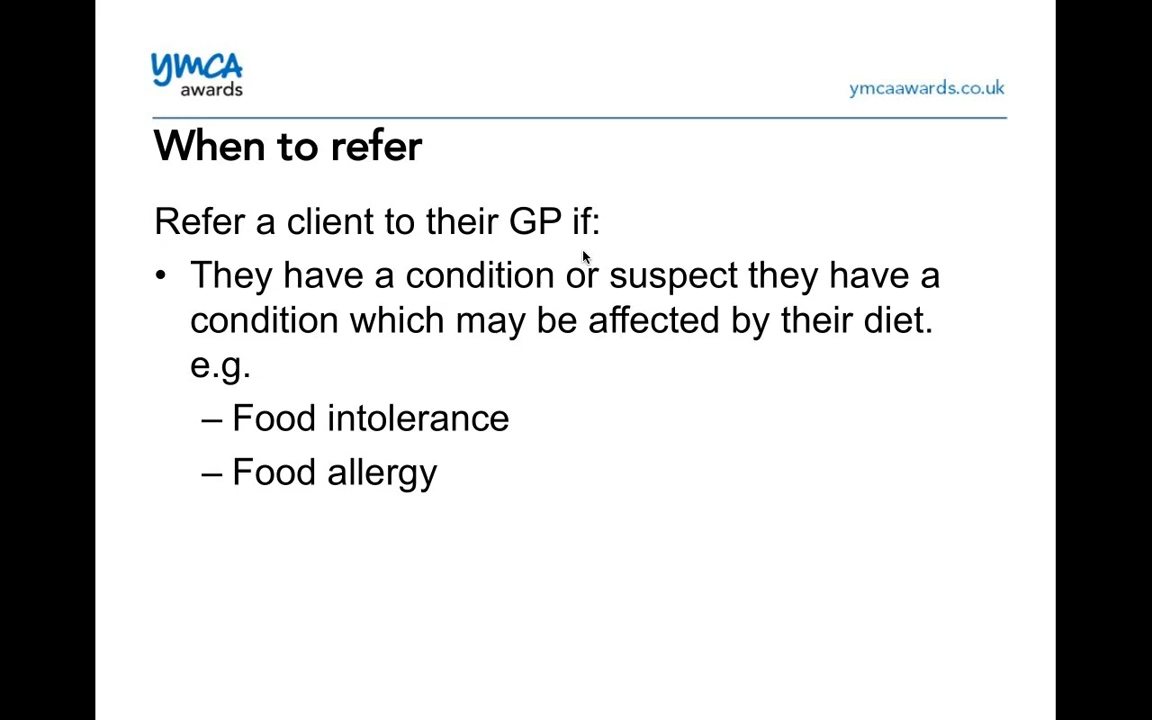 ymca
awards
ymcaawards.co.uk
When to refer
Refer a client to their GP if:
• They have a condition or suspect they have a
condition which may be affected by their diet.
e.g.
– Food intolerance
– Food allergy